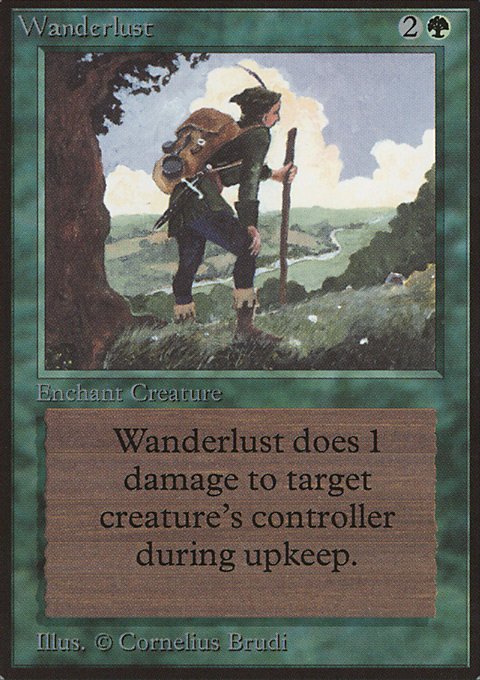 Wanderlust 2
Enchant Creature
Wanderlust does 1
damage to target
creature's controller
during upkeep.
Illus. © Cornelius Brudi